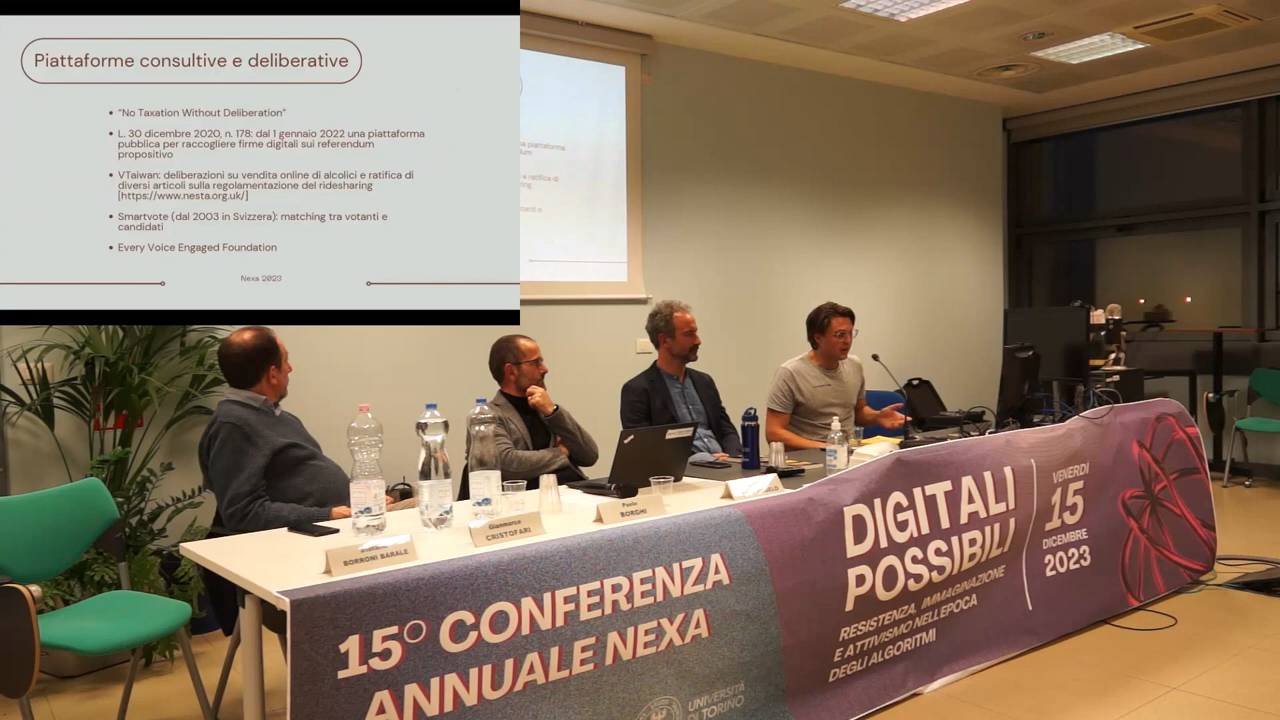 Piattaforme consultive e deliberative
• "No Taxation Without Deliberation"
• L. 30 dicembre 2020, n. 178: dal 1 gennaio 2022 una piattaforma
pubblica per raccogliere firme digitali sui referendum
propositivo
• VTaiwan: deliberazioni su vendita online di alcolici e ratifica di
diversi articoli sulla regolamentazione del ridesharing
[https://www.nesta.org.uk/]
• Smartvote (dal 2003 in Svizzera): matching tra votanti e
candidati
• Every Voice Engaged Foundation
Nexa 2023
piattaforma
e ratifica di
BORRONI BARALE
Gianmarco
CRISTOFARI
Paolo
BORGHI
15° CONFERENZA
ANNUALE NEXA
UNIVERSITÀ
DI TORINO
DIGITALI
POSSIBILI
RESISTENZA, IMMAGINAZIONE
E ATTIVISMO NELL'EPOCA
DEGLI ALGORITMI
VENERDÌ
15
DICEMBRE
2023